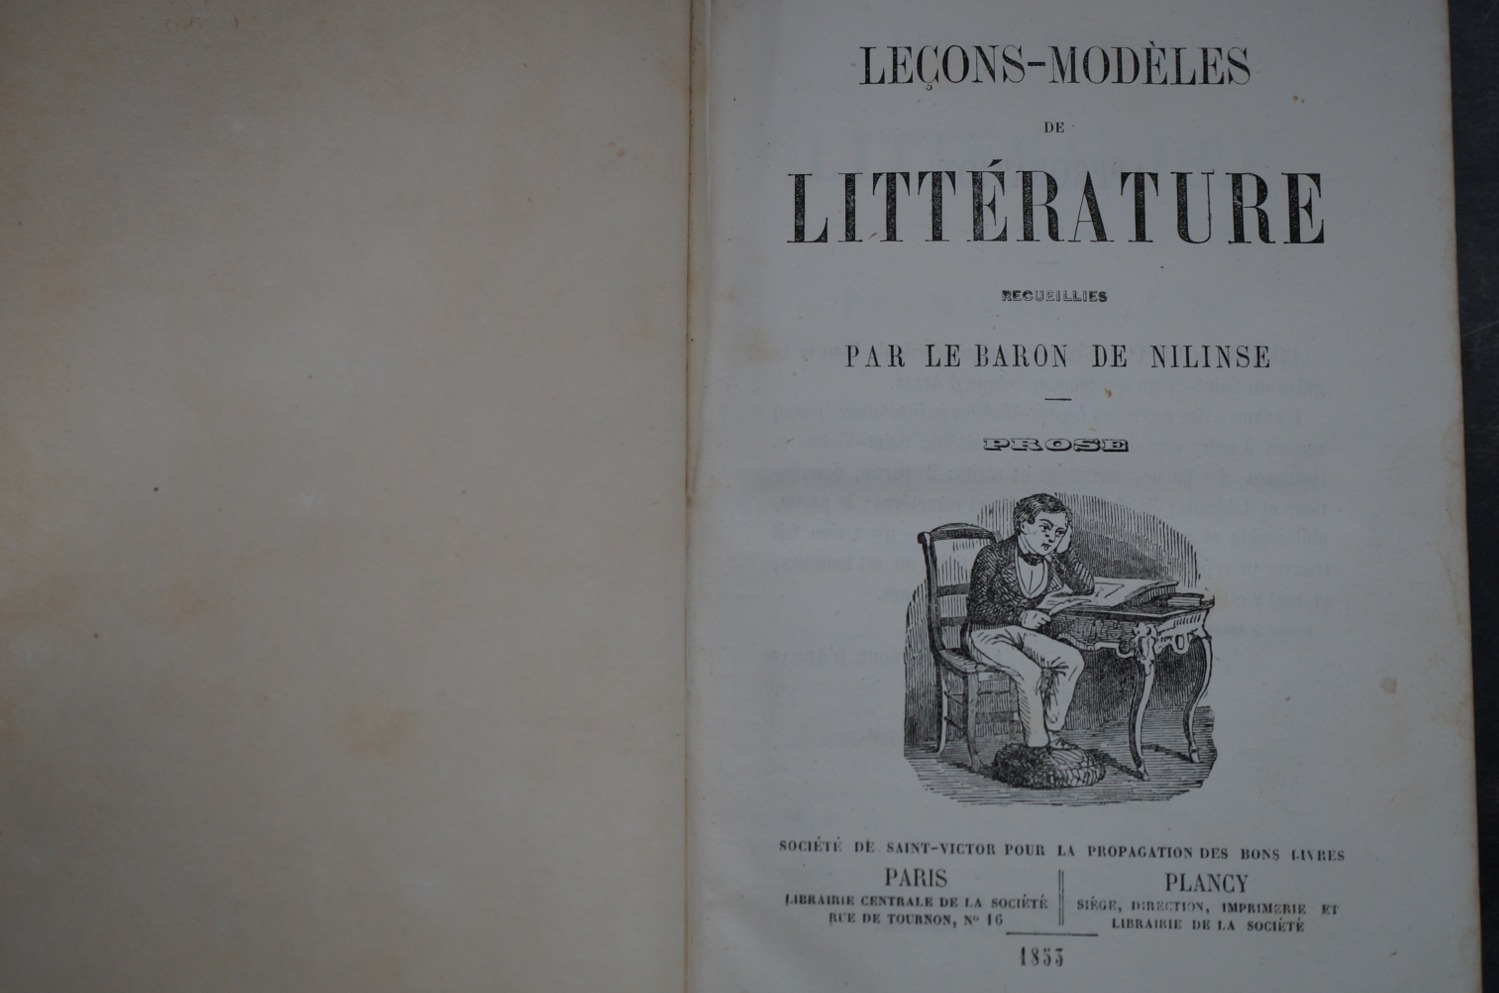 LEÇONS-MODÈLES
DE
LITTÉRATURE
RECUEILLIES
PAR LE BARON DE NILINSE
PROSE
SOCIÉTÉ DE SAINT-VICTOR POUR LA PROPAGATION DES BONS LIVRES
PARIS
LIBRAIRIE CENTRALE DE LA SOCIÉTÉ
RUE DE TOURNON, Nº 16
PLANCY
SIÉGE, DIRECTION, IMPRIMERIE ET
LIBRAIRIE DE LA SOCIÉTÉ
1853